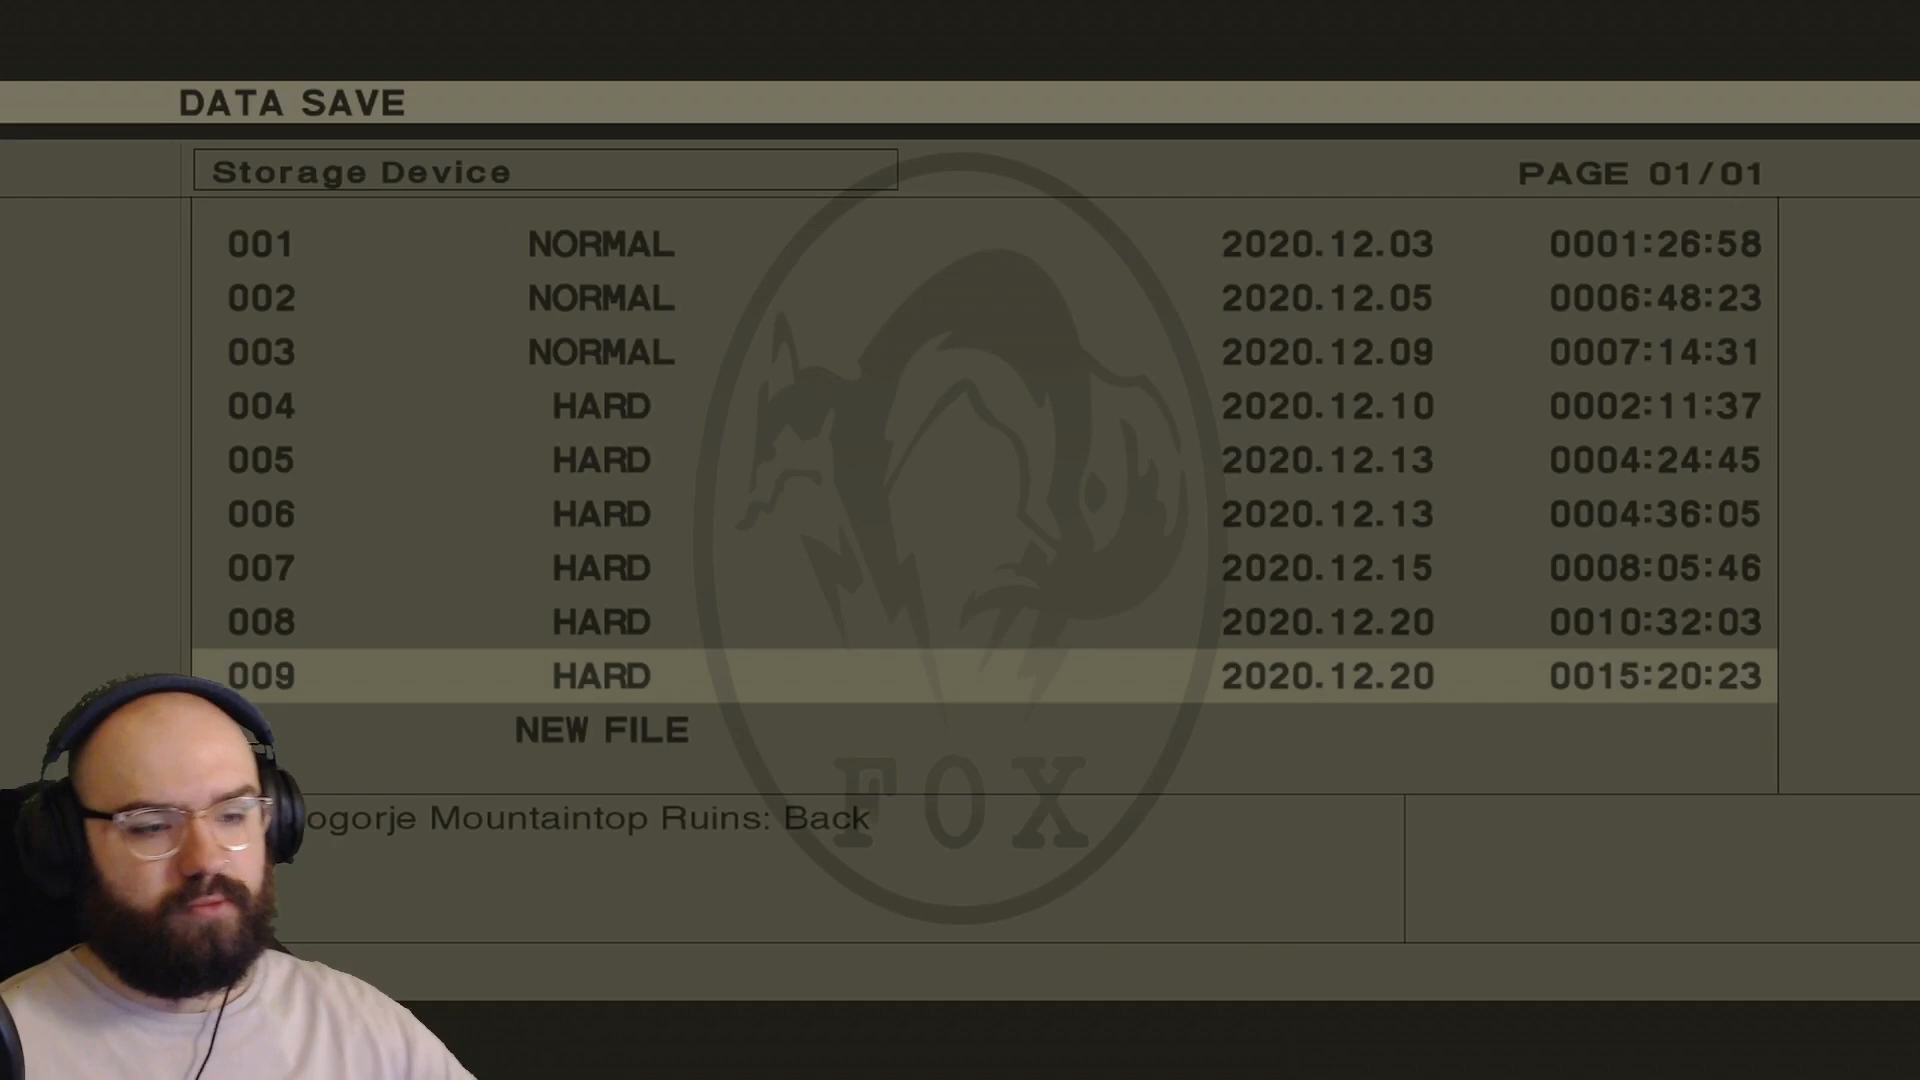 DATA SAVE
Storage Device PAGE 01/01
001 NORMAL 2020.12.03 0001:26:58
002 NORMAL 2020.12.05 0006:48:23
003 NORMAL 2020.12.09 0007:14:31
004 HARD 2020.12.10 0002:11:37
005 HARD 2020.12.13 0004:24:45
006 HARD 2020.12.13 0004:36:05
007 HARD 2020.12.15 0008:05:46
008 HARD 2020.12.20 0010:32:03
009 HARD 2020.12.20 0015:20:23
NEW FILE
Mountaintop Ruins: Back
FOX